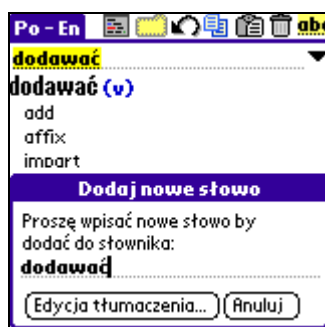 Po - En abc
dodawać
dodawać (v)
add
affix
impart
Dodaj nowe słowo
Proszę wpisać nowe słowo by
dodać do słownika:
dodawać
Edycja tłumaczenia... Anuluj